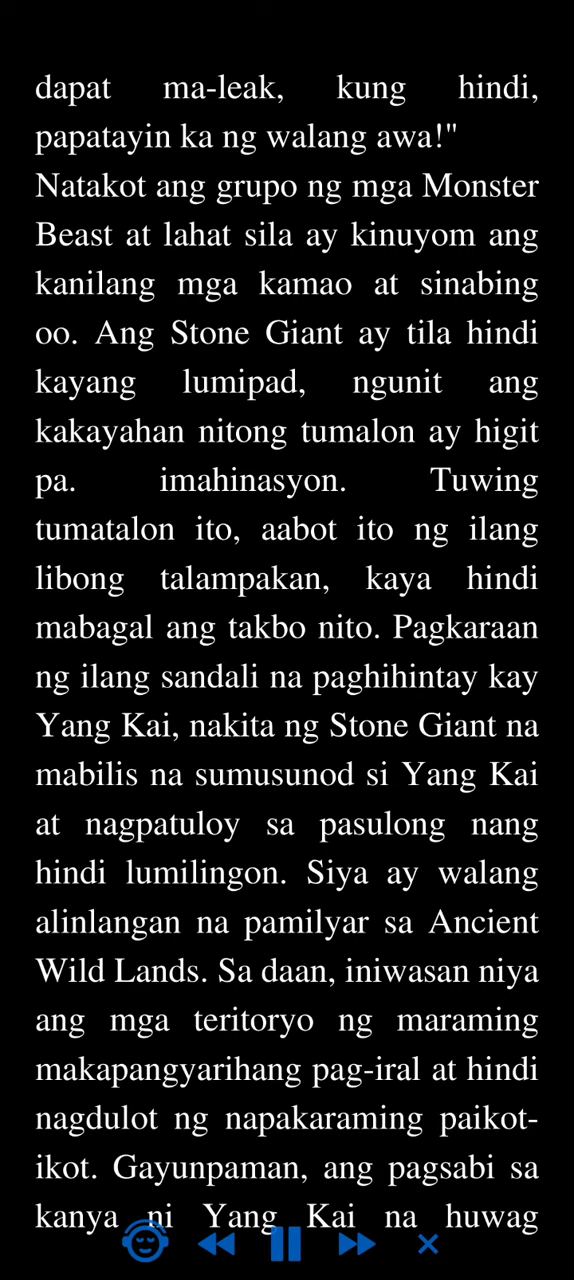 dapat ma-leak, kung hindi,
papatayin ka ng walang awa!"
Natakot ang grupo ng mga Monster
Beast at lahat sila ay kinuyom ang
kanilang mga kamao at sinabing
oo. Ang Stone Giant ay tila hindi
kayang lumipad, ngunit ang
kakayahan nitong tumalon ay higit
pa. imahinasyon. Tuwing
tumatalon ito, aabot ito ng ilang
libong talampakan, kaya hindi
mabagal ang takbo nito. Pagkaraan
ng ilang sandali na paghihintay kay
Yang Kai, nakita ng Stone Giant na
mabilis na sumusunod si Yang Kai
at nagpatuloy sa pasulong nang
hindi lumilingon. Siya ay walang
alinlangan na pamilyar sa Ancient
Wild Lands. Sa daan, iniwasan niya
ang mga teritoryo ng maraming
makapangyarihang pag-iral at hindi
nagdulot ng napakaraming paikot-
ikot. Gayunpaman, ang pagsabi sa
kanya ni Yang Kai na huwag